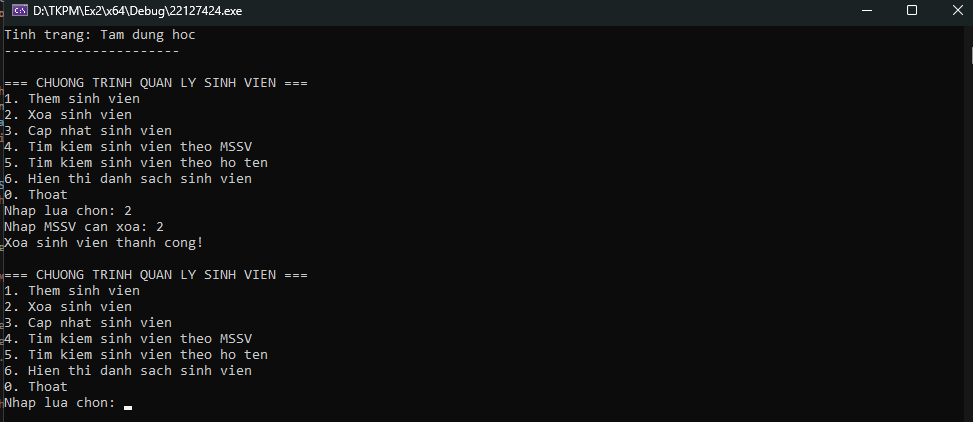 D:\TKPM\Ex2\x64\Debug\22127424.exe
Tinh trang: Tam dung hoc
----------------------
=== CHUONG TRINH QUAN LY SINH VIEN ===
1. Them sinh vien
2. Xoa sinh vien
3. Cap nhat sinh vien
4. Tim kiem sinh vien theo MSSV
5. Tim kiem sinh vien theo ho ten
6. Hien thi danh sach sinh vien
0. Thoat
Nhap lua chon: 2
Nhap MSSV can xoa: 2
Xoa sinh vien thanh cong!
=== CHUONG TRINH QUAN LY SINH VIEN ===
1. Them sinh vien
2. Xoa sinh vien
3. Cap nhat sinh vien
4. Tim kiem sinh vien theo MSSV
5. Tim kiem sinh vien theo ho ten
6. Hien thi danh sach sinh vien
0. Thoat
Nhap lua chon: